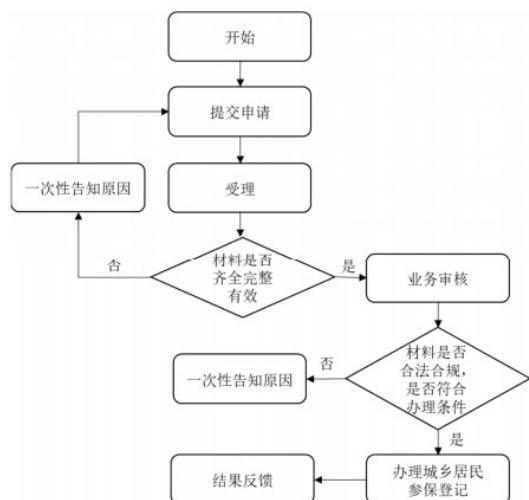 开始
提交申请
一次性告知原因
受理
否
材料是否
齐全完整
有效
是
业务审核
一次性告知原因
否
材料是否
合法合规，
是否符合
办理条件
是
结果反馈
办理城乡居民
参保登记